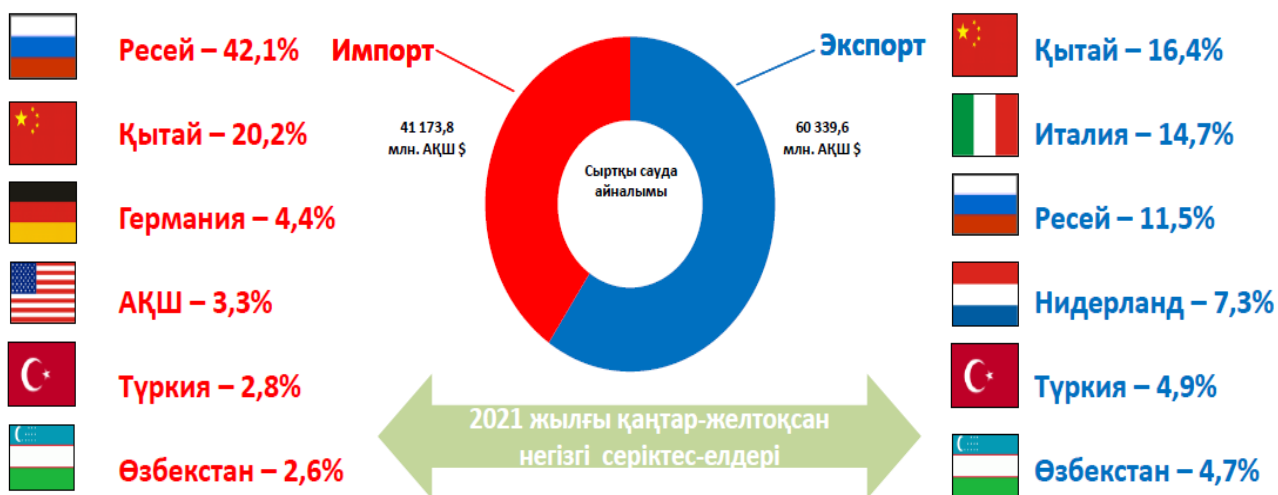 Ресей – 42,1%
Қытай – 20,2%
Германия – 4,4%
АҚШ – 3,3%
Түркия – 2,8%
Өзбекстан – 2,6%
Импорт
41 173,8
млн. АҚШ $
Сыртқы сауда
айналымы
Экспорт
60 339,6
млн. АҚШ $
2021 жылғы қаңтар-желтоқсан
негізгі серіктес-елдері
Қытай – 16,4%
Италия – 14,7%
Ресей – 11,5%
Нидерланд – 7,3%
Түркия – 4,9%
Өзбекстан – 4,7%